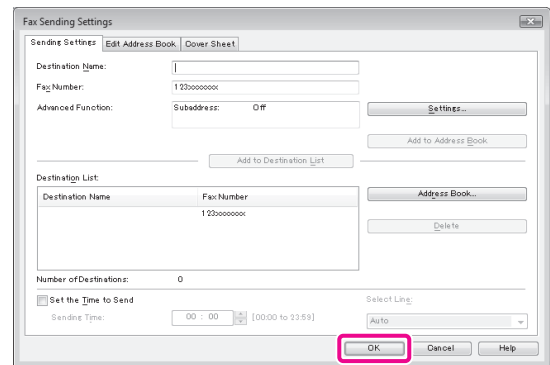 Fax Sending Settings
Sending Settings Edit Address Book Cover Sheet
Destination Name:
Fax Number: 123xxxxxxx
Advanced Function: Subaddress: Off Settings...
Add to Address Book
Add to Destination List
Destination List:
Destination Name Fax Number Address Book...
123xxxxxxx
Delete
Number of Destinations: 0
Set the Time to Send Select Line:
Sending Time: 00 : 00 [00:00 to 23:59] Auto
OK Cancel Help